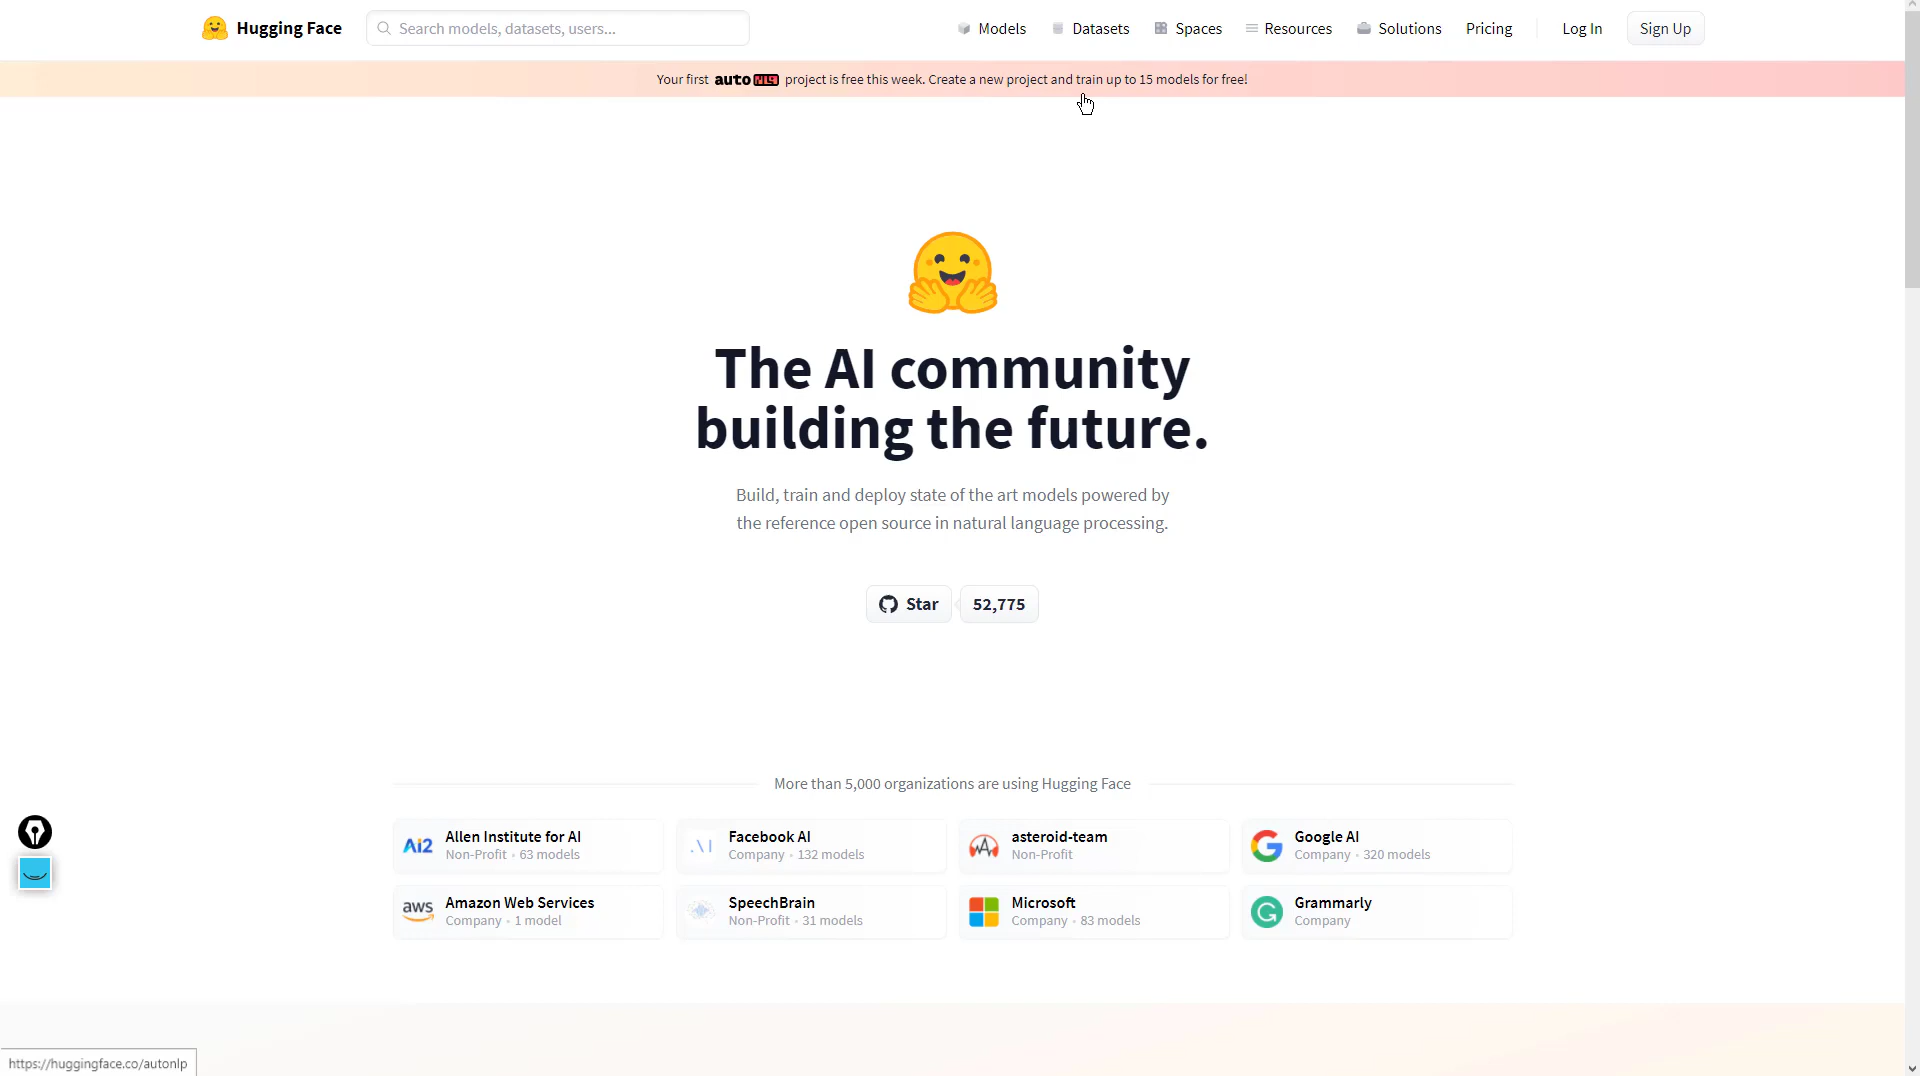 Hugging Face
Search models, datasets, users...
Models
Datasets
Spaces
Resources
Solutions
Pricing
Log In
Sign Up
Your first autoNLP project is free this week. Create a new project and train up to 15 models for free!
The AI community
building the future.
Build, train and deploy state of the art models powered by
the reference open source in natural language processing.
Star
52,775
More than 5,000 organizations are using Hugging Face
Ai2
Allen Institute for AI
Non-Profit • 63 models
.\|
Facebook AI
Company • 132 models
asteroid-team
Non-Profit
Google AI
Company • 320 models
aws
Amazon Web Services
Company • 1 model
SpeechBrain
Non-Profit • 31 models
Microsoft
Company • 83 models
Grammarly
Company
https://huggingface.co/autonlp